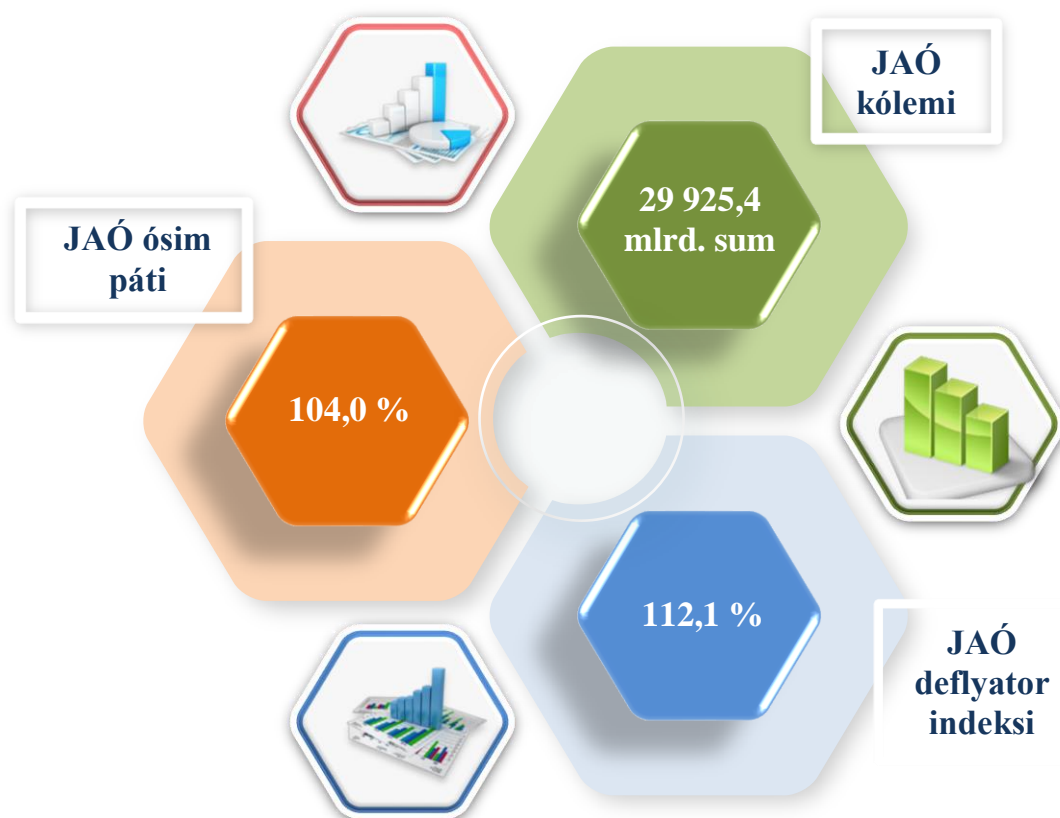 JAÓ
kólemi
29 925,4
mlrd. sum
JAÓ ósim
páti
104,0 %
112,1 %
JAÓ
deflyator
indeksi